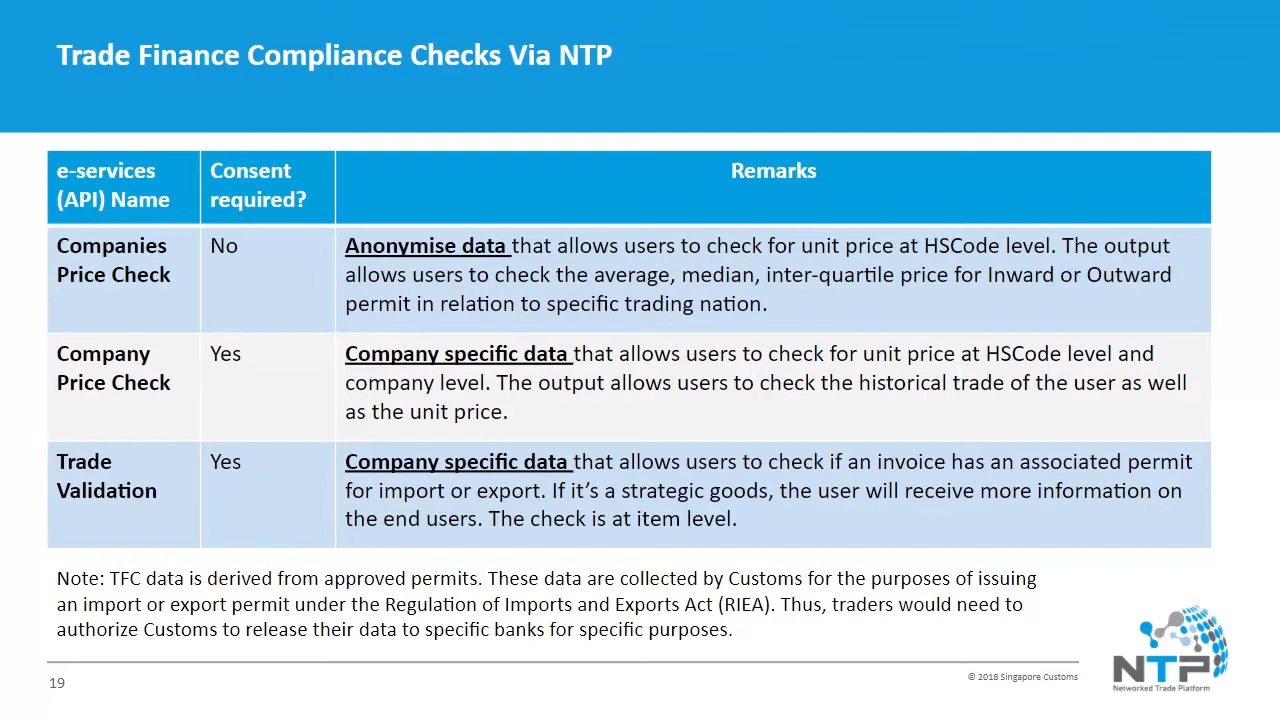 Trade Finance Compliance Checks Via NTP
e-services
(API) Name
Consent
required?
Remarks
Companies
Price Check
No
Anonymise data that allows users to check for unit price at HSCode level. The output
allows users to check the average, median, inter-quartile price for Inward or Outward
permit in relation to specific trading nation.
Company
Price Check
Yes
Company specific data that allows users to check for unit price at HSCode level and
company level. The output allows users to check the historical trade of the user as well
as the unit price.
Trade
Validation
Yes
Company specific data that allows users to check if an invoice has an associated permit
for import or export. If it’s a strategic goods, the user will receive more information on
the end users. The check is at item level.
Note: TFC data is derived from approved permits. These data are collected by Customs for the purposes of issuing
an import or export permit under the Regulation of Imports and Exports Act (RIEA). Thus, traders would need to
authorize Customs to release their data to specific banks for specific purposes.
19
© 2018 Singapore Customs
NTP
Networked Trade Platform